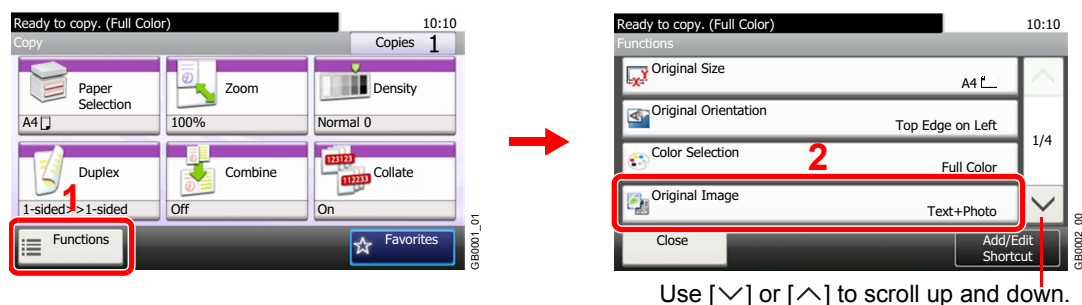 Ready to copy. (Full Color)
10:10
Copy
Copies 1
Paper
Selection
A4
Zoom
100%
Density
Normal 0
Duplex
1
1-sided>>1-sided
Combine
Off
123123
112233
Collate
On
Functions
Favorites
GB0001_01
Ready to copy. (Full Color)
10:10
Functions
Original Size
A4
Original Orientation
Top Edge on Left
1/4
Color Selection
2
Full Color
Original Image
Text+Photo
Close
Add/Edit
Shortcut
GB0002_00
Use [∨] or [∧] to scroll up and down.